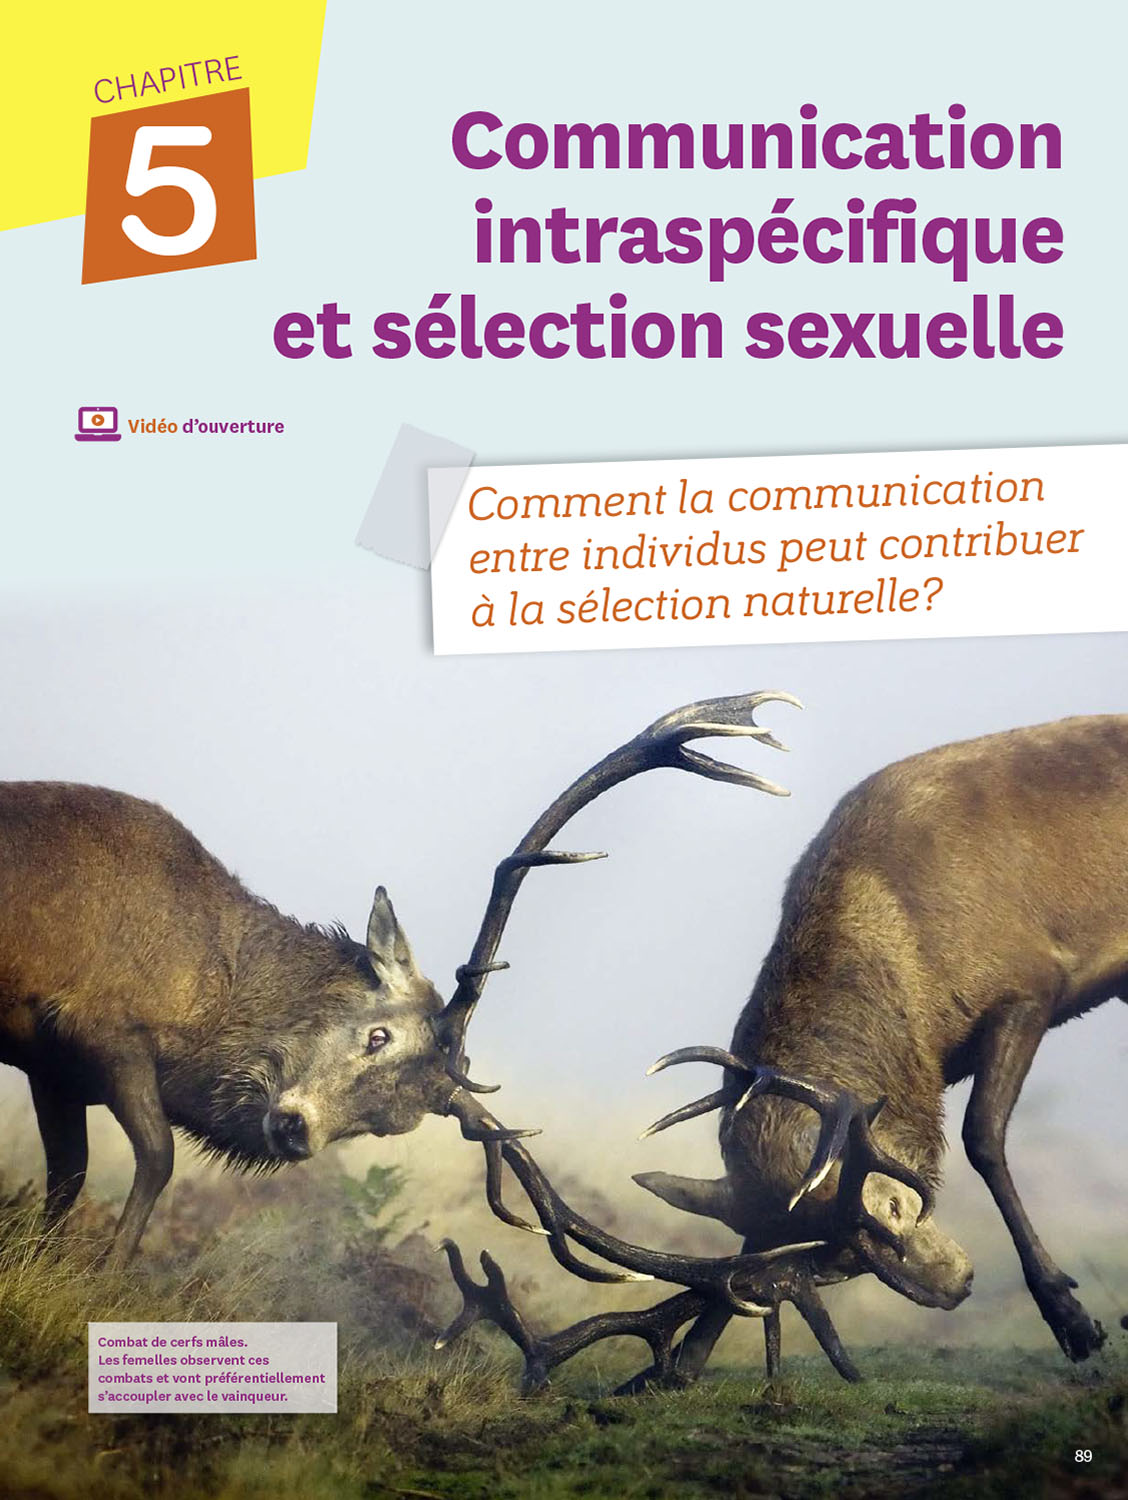 CHAPITRE
5
Communication
intraspécifique
et sélection sexuelle
Vidéo d'ouverture
Comment la communication
entre individus peut contribuer
à la sélection naturelle?
Combat de cerfs mâles.
Les femelles observent ces
combats et vont préférentiellement
s'accoupler avec le vainqueur.
89